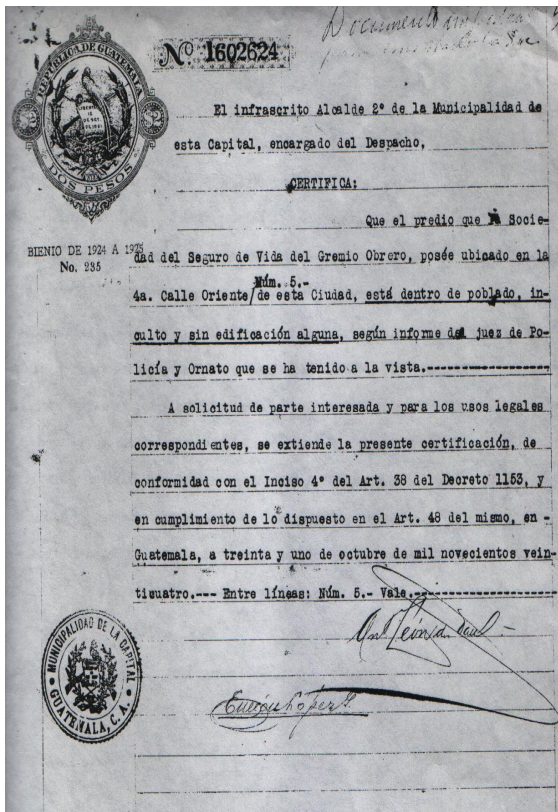 Documento
Nº 1602624
REPÚBLICA DE GUATEMALA
2
2
DOS PESOS
El infrascrito Alcalde 2º de la Municipalidad de
esta Capital, encargado del Despacho,
CERTIFICA:
Que el predio que la Socie-
BIENIO DE 1924 A 1925
No. 235
dad del Seguro de Vida del Gremio Obrero, posée ubicado en la
Núm. 5.-
4a. Calle Oriente/de esta Ciudad, está dentro de poblado, in-
culto y sin edificación alguna, según informe del juez de Po-
licía y Ornato que se ha tenido a la vista.--------------
A solicitud de parte interesada y para los usos legales
correspondientes, se extiende la presente certificación, de
conformidad con el Inciso 4º del Art. 38 del Decreto 1153, y
en cumplimiento de lo dispuesto en el Art. 48 del mismo, en -
Guatemala, a treinta y uno de octubre de mil novecientos vein-
ticuatro.--- Entre líneas: Núm. 5.- Vale.--------------
MUNICIPALIDAD DE LA CAPITAL
GUATEMALA, C. A.
López